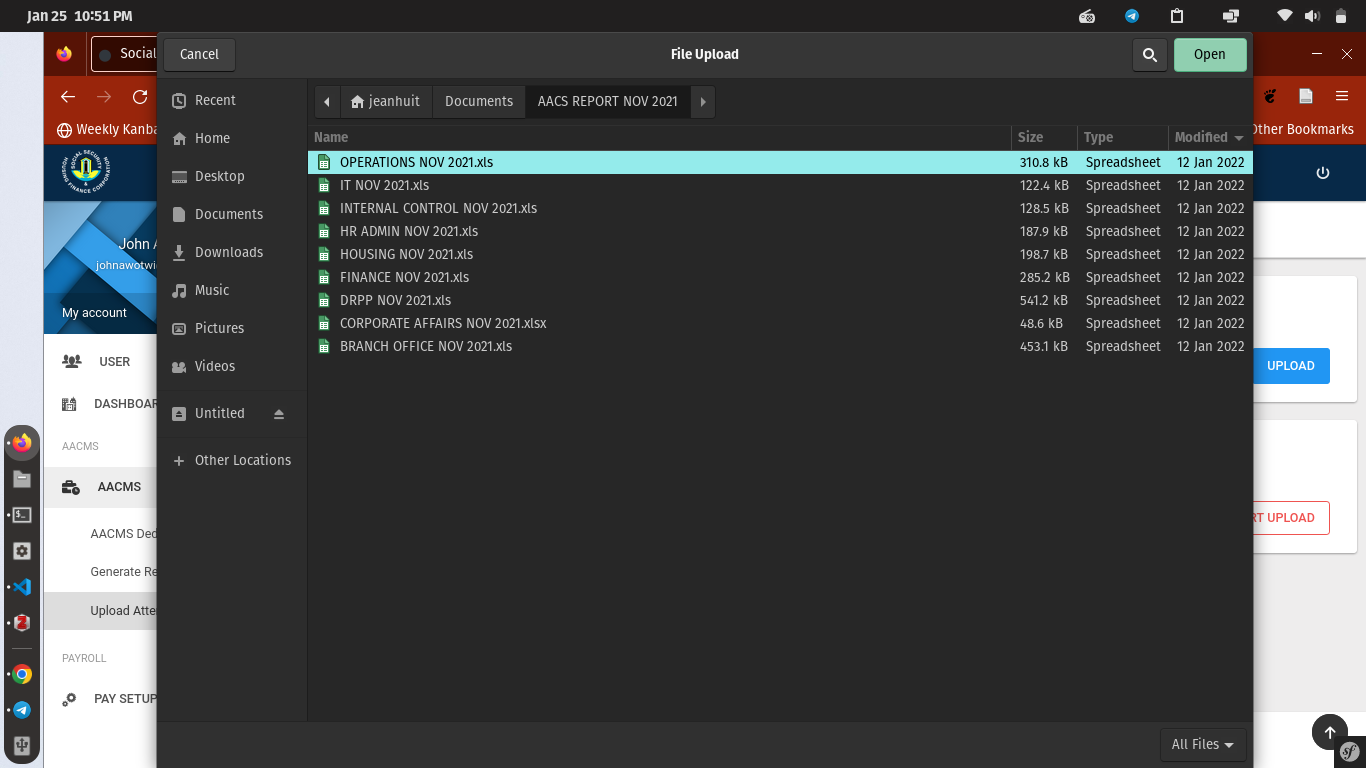 Jan 25 10:51 PM
Social
Cancel
File Upload
Open
Weekly Kanba
Other Bookmarks
Recent
Home
Desktop
Documents
Downloads
Music
Pictures
Videos
Untitled
Other Locations
jeanhuit
Documents
AACS REPORT NOV 2021
Name Size Type Modified
OPERATIONS NOV 2021.xls 310.8 kB Spreadsheet 12 Jan 2022
IT NOV 2021.xls 122.4 kB Spreadsheet 12 Jan 2022
INTERNAL CONTROL NOV 2021.xls 128.5 kB Spreadsheet 12 Jan 2022
HR ADMIN NOV 2021.xls 187.9 kB Spreadsheet 12 Jan 2022
HOUSING NOV 2021.xls 198.7 kB Spreadsheet 12 Jan 2022
FINANCE NOV 2021.xls 285.2 kB Spreadsheet 12 Jan 2022
DRPP NOV 2021.xls 541.2 kB Spreadsheet 12 Jan 2022
CORPORATE AFFAIRS NOV 2021.xlsx 48.6 kB Spreadsheet 12 Jan 2022
BRANCH OFFICE NOV 2021.xls 453.1 kB Spreadsheet 12 Jan 2022
All Files
SOCIAL SECURITY
FINANCE CORPORAT
John A
johnawotwi
My account
USER
DASHBOAR
AACMS
AACMS
AACMS Ded
Generate Re
Upload Atte
PAYROLL
PAY SETUP
UPLOAD
RT UPLOAD
sf